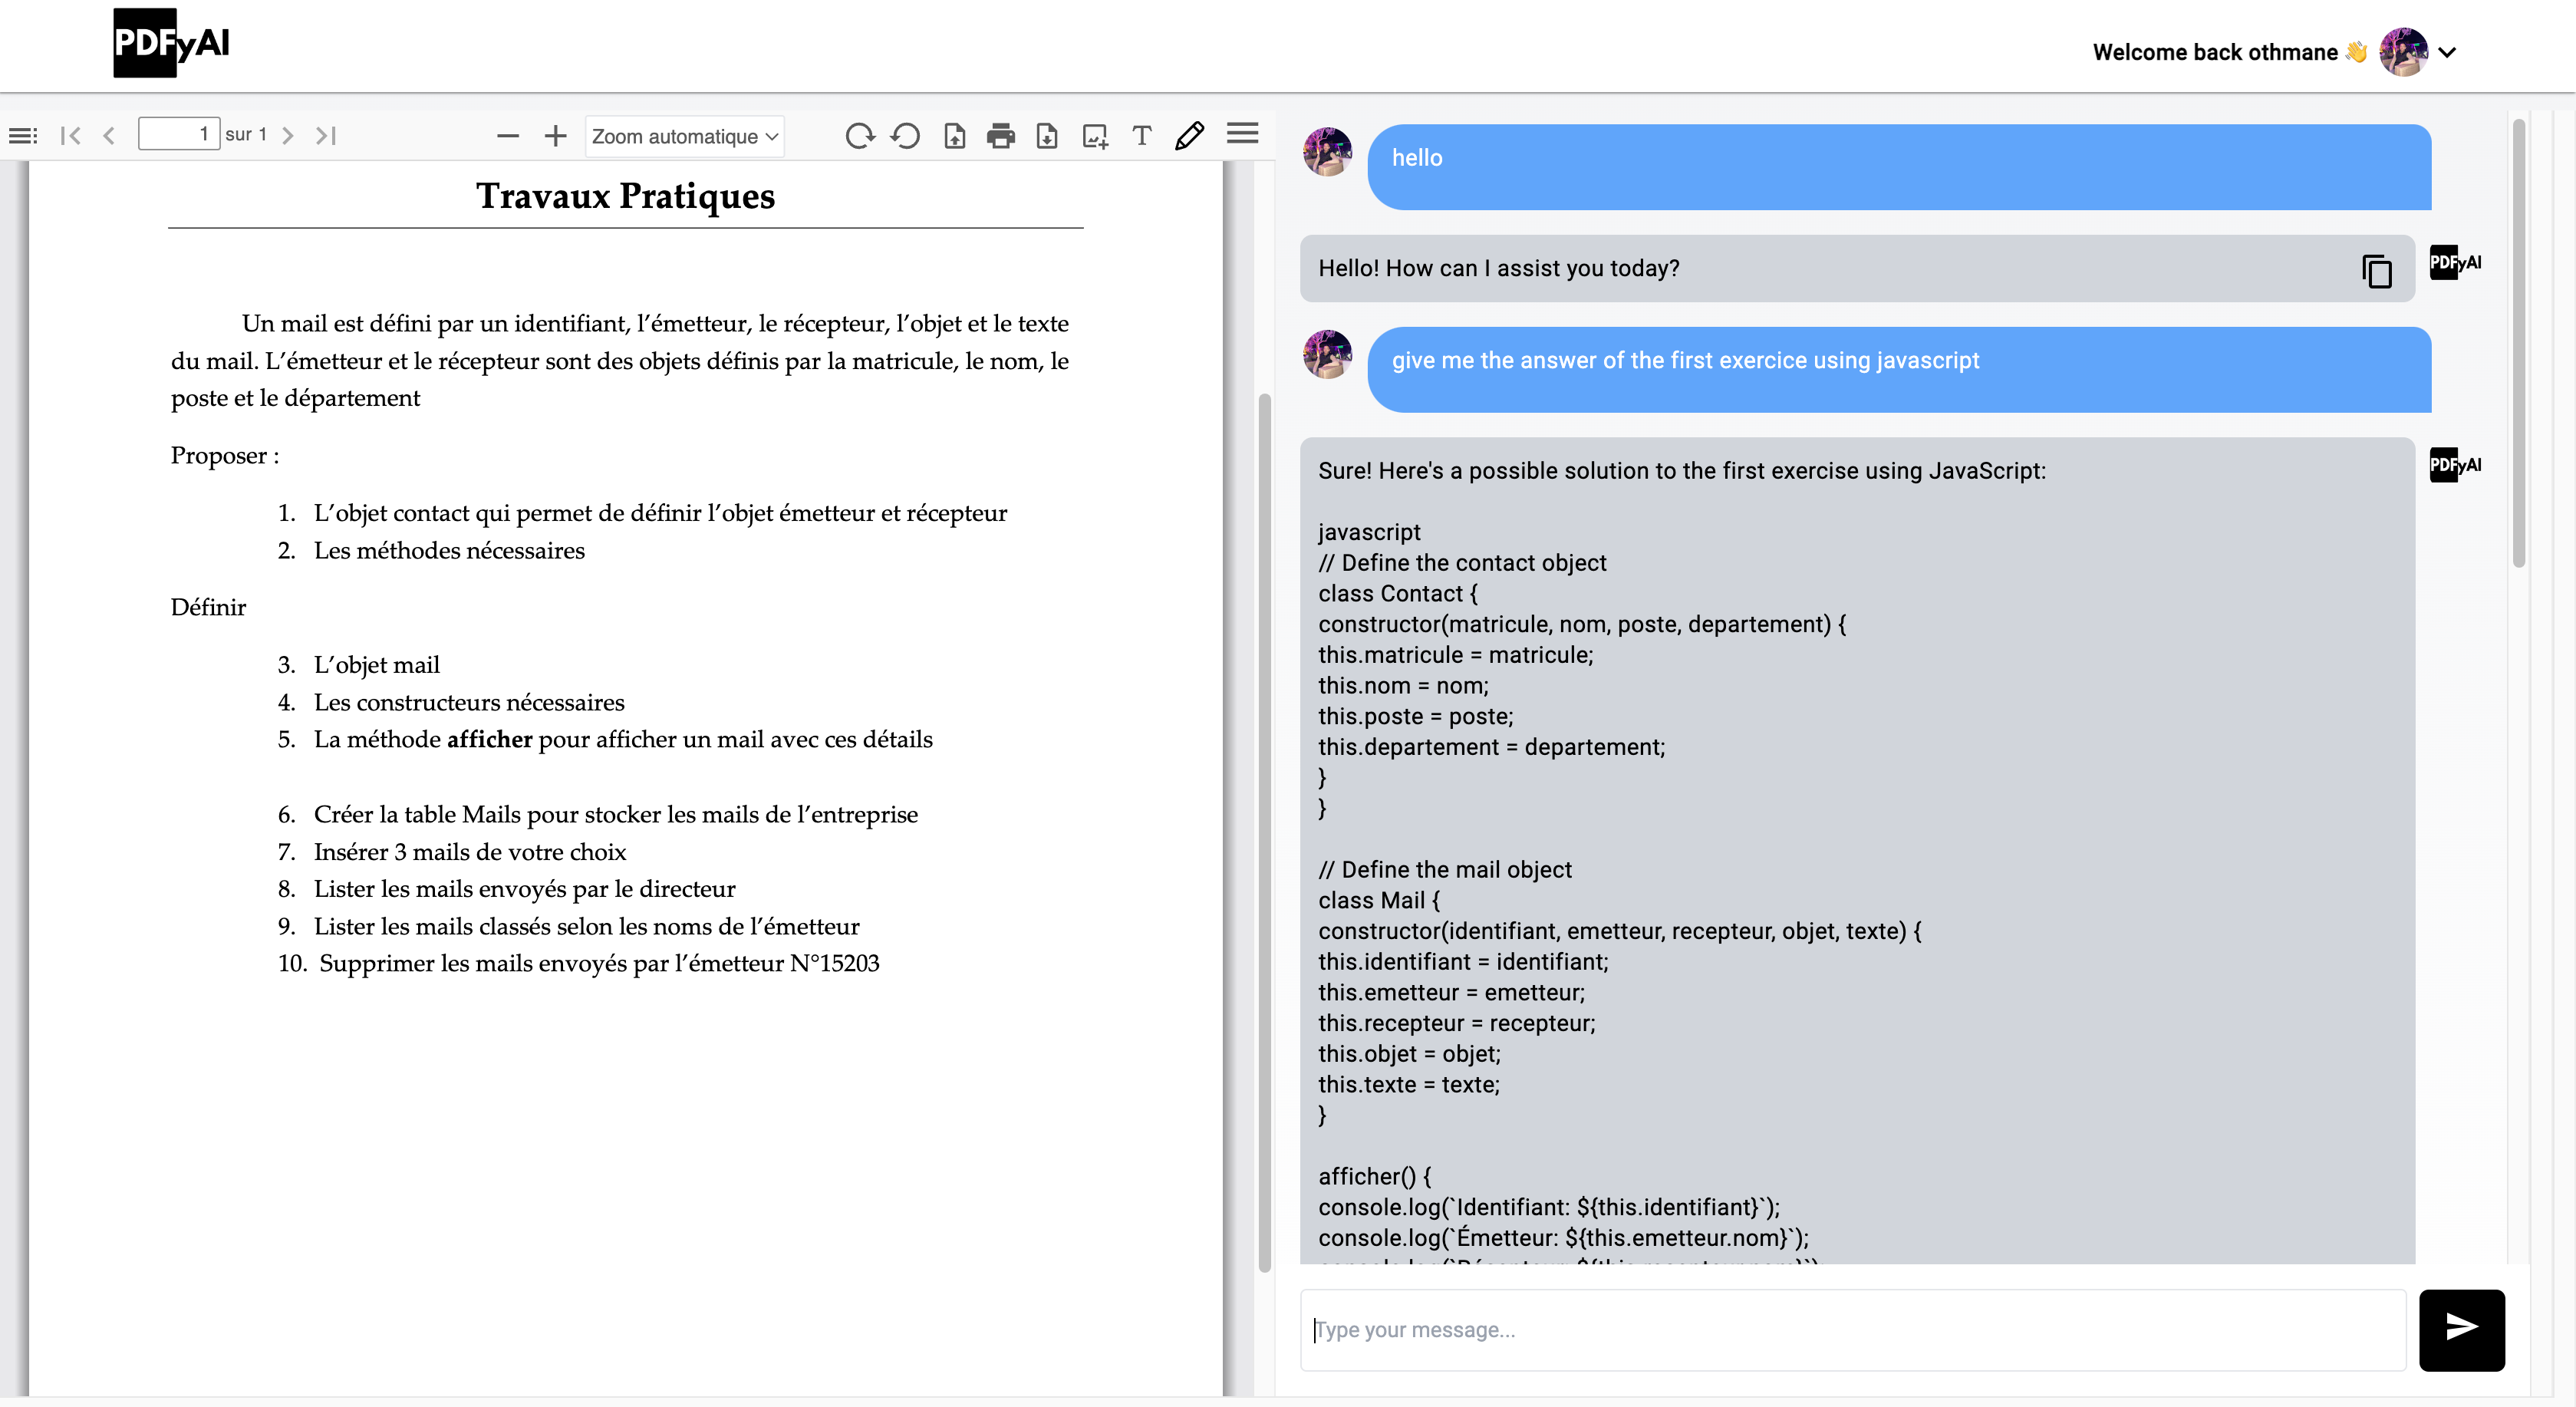 PDFyAI
Welcome back othmane 👋
1 sur 1
Zoom automatique
Travaux Pratiques
Un mail est défini par un identifiant, l'émetteur, le récepteur, l'objet et le texte
du mail. L'émetteur et le récepteur sont des objets définis par la matricule, le nom, le
poste et le département
Proposer :
1. L'objet contact qui permet de définir l'objet émetteur et récepteur
2. Les méthodes nécessaires
Définir
3. L'objet mail
4. Les constructeurs nécessaires
5. La méthode afficher pour afficher un mail avec ces détails
6. Créer la table Mails pour stocker les mails de l'entreprise
7. Insérer 3 mails de votre choix
8. Lister les mails envoyés par le directeur
9. Lister les mails classés selon les noms de l'émetteur
10. Supprimer les mails envoyés par l'émetteur N°15203
hello
Hello! How can I assist you today?
PDFyAI
give me the answer of the first exercice using javascript
PDFyAI
Sure! Here's a possible solution to the first exercise using JavaScript:
javascript
// Define the contact object
class Contact {
constructor(matricule, nom, poste, departement) {
this.matricule = matricule;
this.nom = nom;
this.poste = poste;
this.departement = departement;
}
}
// Define the mail object
class Mail {
constructor(identifiant, emetteur, recepteur, objet, texte) {
this.identifiant = identifiant;
this.emetteur = emetteur;
this.recepteur = recepteur;
this.objet = objet;
this.texte = texte;
}
afficher() {
console.log(`Identifiant: ${this.identifiant}`);
console.log(`Émetteur: ${this.emetteur.nom}`);
Type your message...